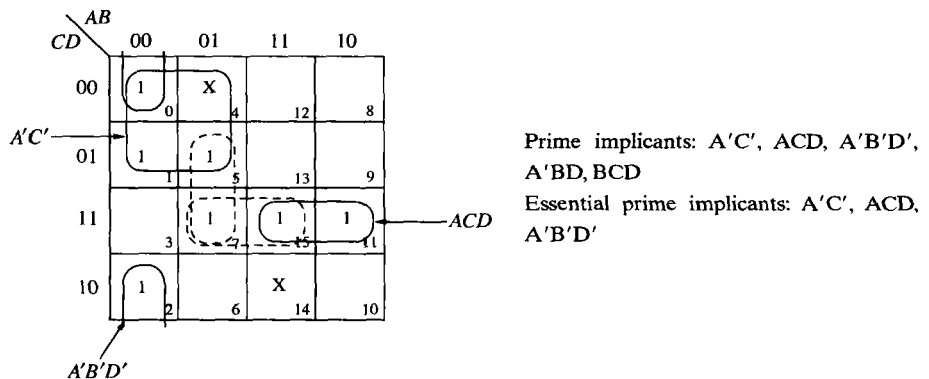 AB
CD 00 01 11 10
00 1 X
0 4 12 8
A'C'
01 1 1
1 5 13 9
11 1 1 1 ACD
3 7 15 11
10 1 X
2 6 14 10
A'B'D'
Prime implicants: A'C', ACD, A'B'D',
A'BD, BCD
Essential prime implicants: A'C', ACD,
A'B'D'